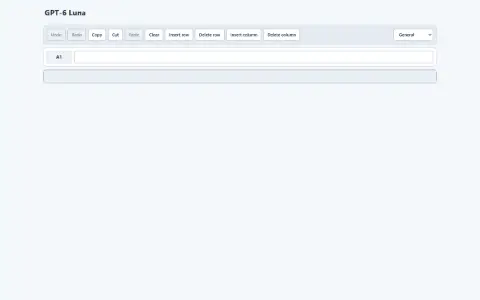 GPT-6 Luna
Undo Redo Copy Cut Paste Clear Insert row Delete row Insert column Delete column General
A1